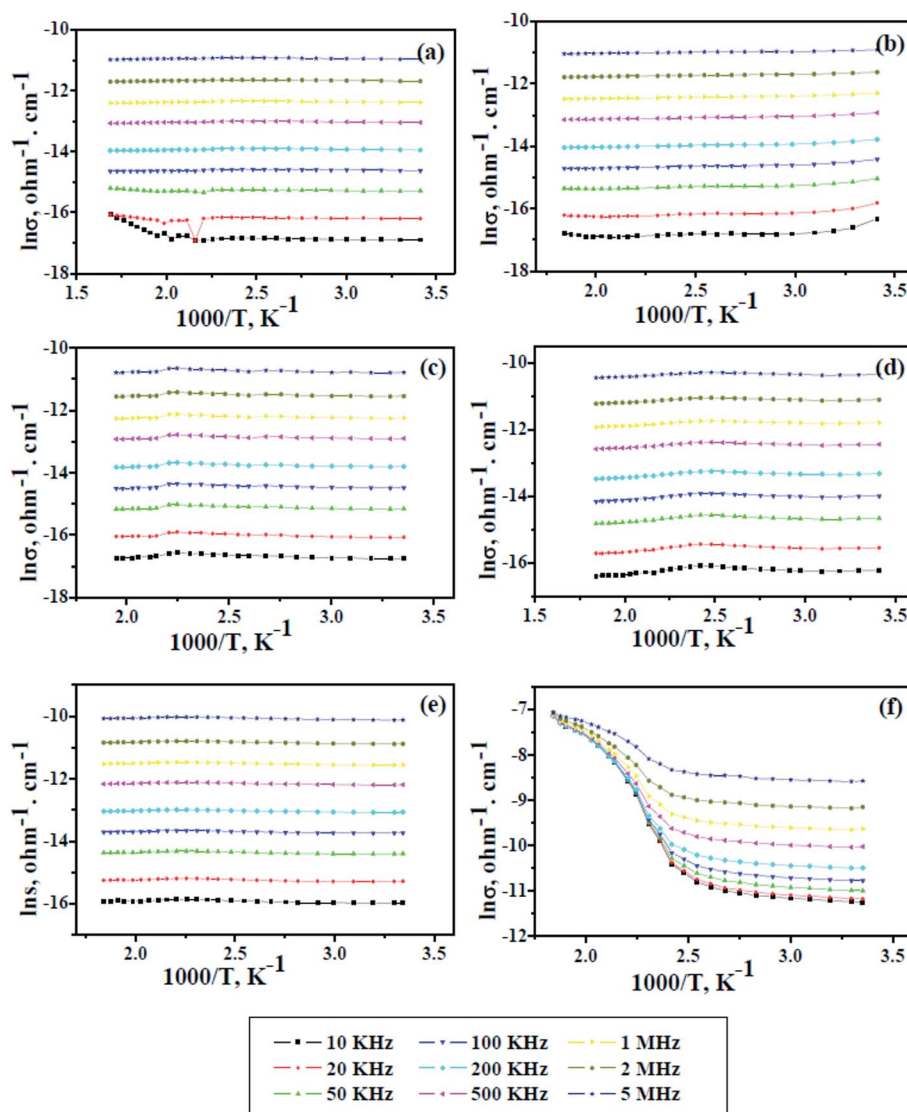 (a)
lnσ, ohm⁻¹. cm⁻¹
-10
-12
-14
-16
-18
1.5 2.0 2.5 3.0 3.5
1000/T, K⁻¹
(b)
lnσ, ohm⁻¹. cm⁻¹
-10
-12
-14
-16
-18
2.0 2.5 3.0 3.5
1000/T, K⁻¹
(c)
lnσ, ohm⁻¹. cm⁻¹
-10
-12
-14
-16
-18
2.0 2.5 3.0 3.5
1000/T, K⁻¹
(d)
lnσ, ohm⁻¹. cm⁻¹
-10
-12
-14
-16
1.5 2.0 2.5 3.0 3.5
1000/T, K⁻¹
(e)
lns, ohm⁻¹. cm⁻¹
-10
-12
-14
-16
2.0 2.5 3.0 3.5
1000/T, K⁻¹
(f)
lnσ, ohm⁻¹. cm⁻¹
-7
-8
-9
-10
-11
-12
2.0 2.5 3.0 3.5
1000/T, K⁻¹
10 KHz 100 KHz 1 MHz
20 KHz 200 KHz 2 MHz
50 KHz 500 KHz 5 MHz